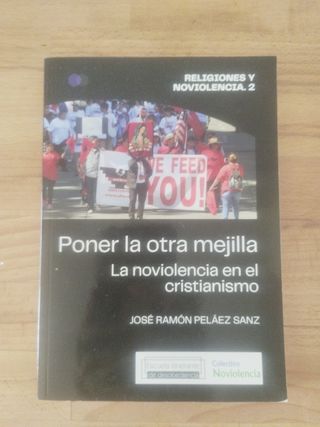 RELIGIONES Y
NOVIOLENCIA. 2
WE FEED
YOU!
Poner la otra mejilla
La noviolencia en el
cristianismo
JOSÉ RAMÓN PELÁEZ SANZ
Colectivo
Noviolencia